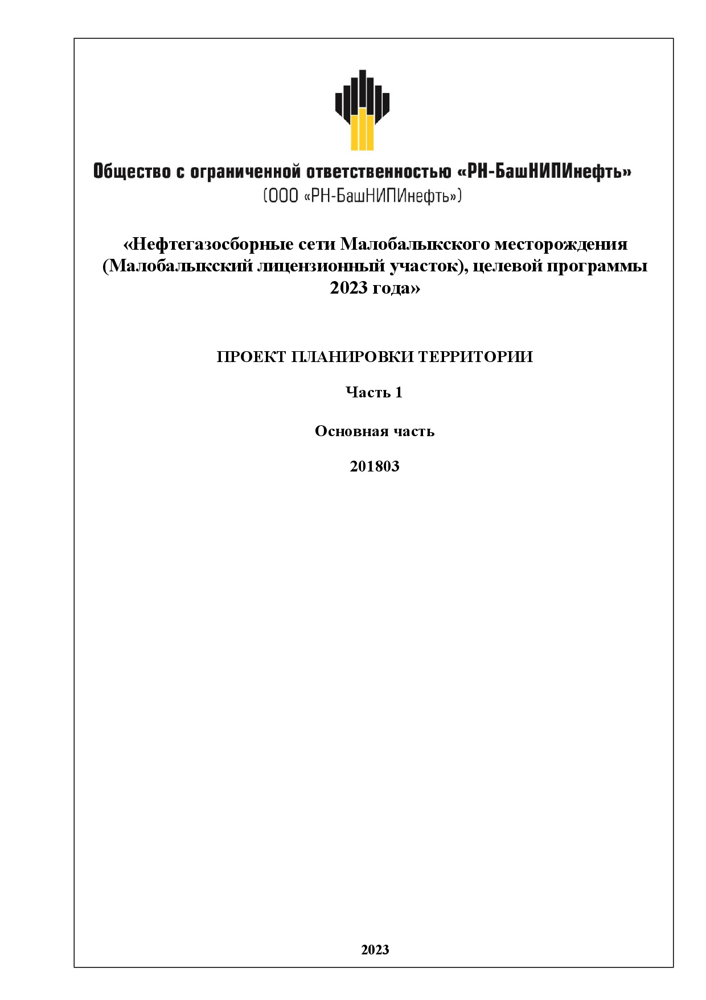 Общество с ограниченной ответственностью «РН-БашНИПИнефть»
(ООО «РН-БашНИПИнефть»)
«Нефтегазосборные сети Малобалыкского месторождения
(Малобалыкский лицензионный участок), целевой программы
2023 года»
ПРОЕКТ ПЛАНИРОВКИ ТЕРРИТОРИИ
Часть 1
Основная часть
201803
2023